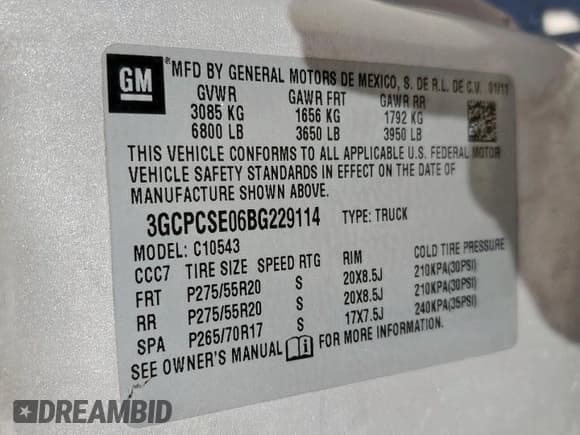 GM
*MFD BY GENERAL MOTORS DE MEXICO, S. DE R.L. DE C.V. 01/11
GVWR GAWR FRT GAWR RR
3085 KG 1656 KG 1792 KG
6800 LB 3650 LB 3950 LB
THIS VEHICLE CONFORMS TO ALL APPLICABLE U.S. FEDERAL MOTOR
VEHICLE SAFETY STANDARDS IN EFFECT ON THE DATE OF
MANUFACTURE SHOWN ABOVE.
3GCPCSE06BG229114 TYPE: TRUCK
MODEL: C10543
CCC7 TIRE SIZE SPEED RTG RIM COLD TIRE PRESSURE
FRT P275/55R20 S 20X8.5J 210KPA(30PSI)
RR P275/55R20 S 20X8.5J 210KPA(30PSI)
SPA P265/70R17 S 17X7.5J 240KPA(35PSI)
SEE OWNER'S MANUAL i FOR MORE INFORMATION.
DREAMBID